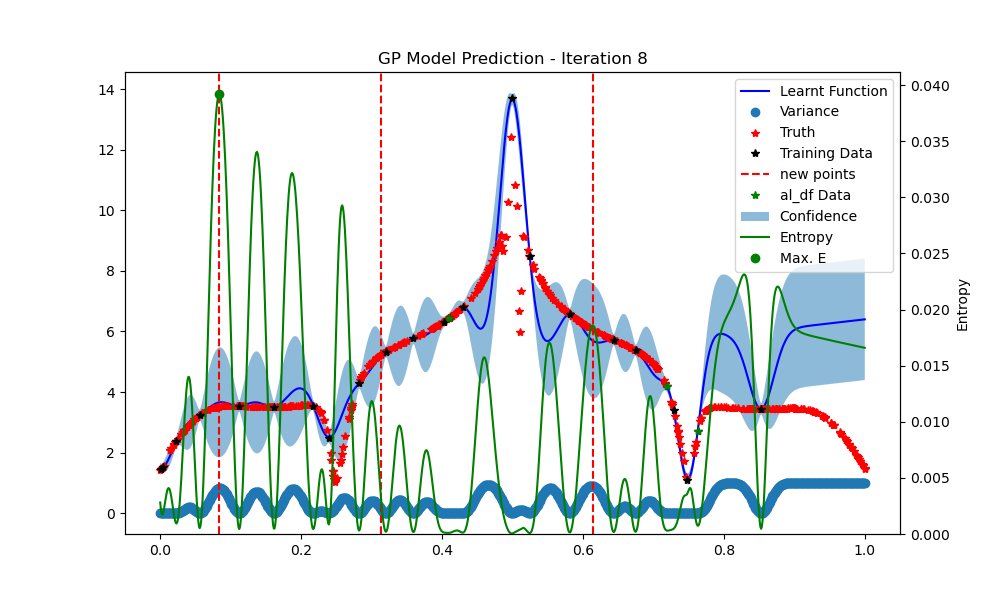 GP Model Prediction - Iteration 8
14
12
10
8
6
4
2
0
0.0
0.2
0.4
0.6
0.8
1.0
0.040
0.035
0.030
0.025
0.020
0.015
0.010
0.005
0.000
Entropy
Learnt Function
Variance
Truth
Training Data
new points
al_df Data
Confidence
Entropy
Max. E